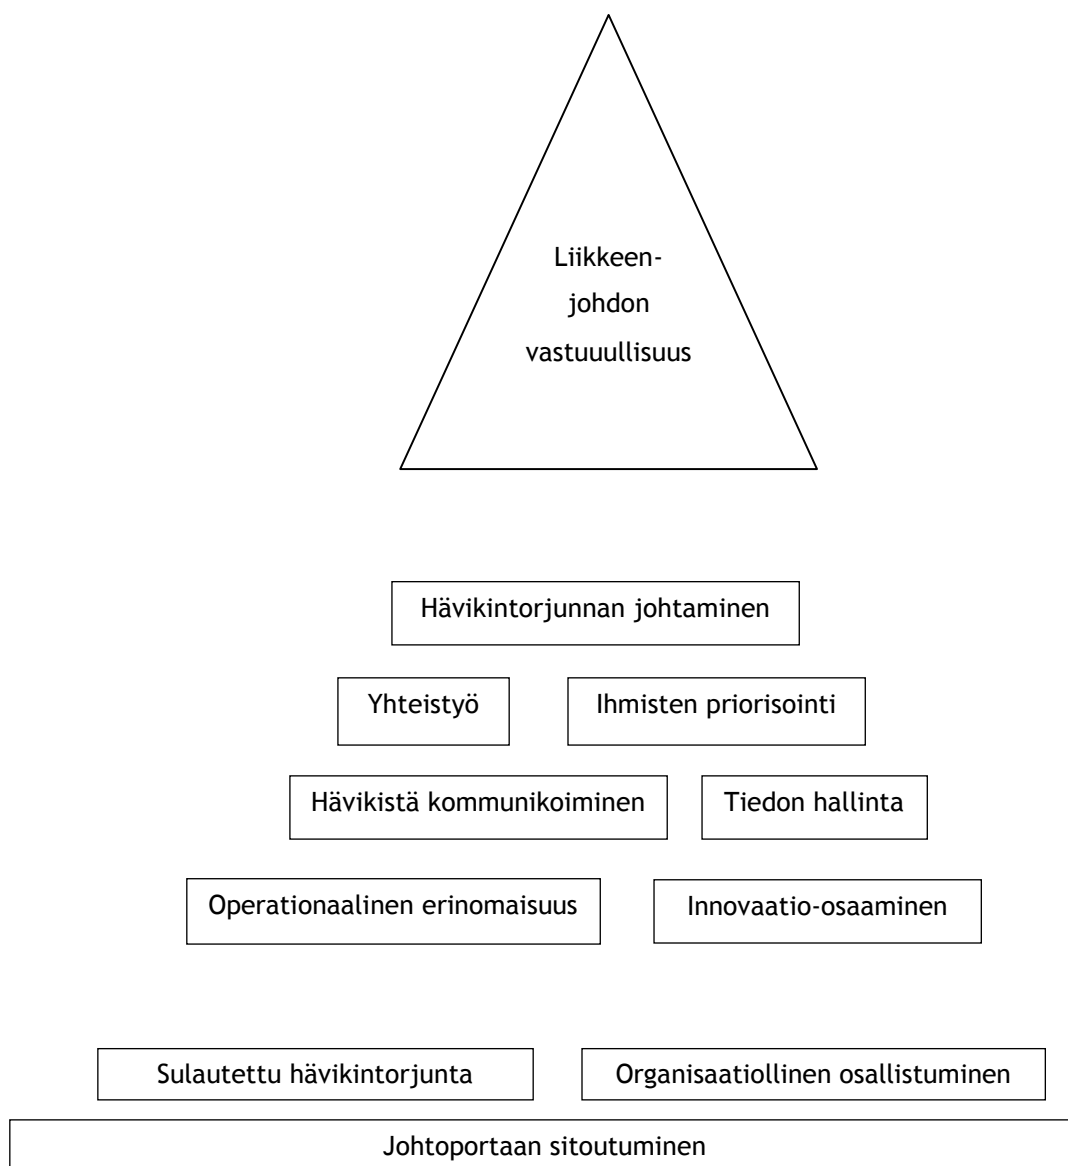 Liikkeen-
johdon
vastuuullisuus
Hävikintorjunnan johtaminen
Yhteistyö
Ihmisten priorisointi
Hävikistä kommunikoiminen
Tiedon hallinta
Operationaalinen erinomaisuus
Innovaatio-osaaminen
Sulautettu hävikintorjunta
Organisaatiollinen osallistuminen
Johtoportaan sitoutuminen